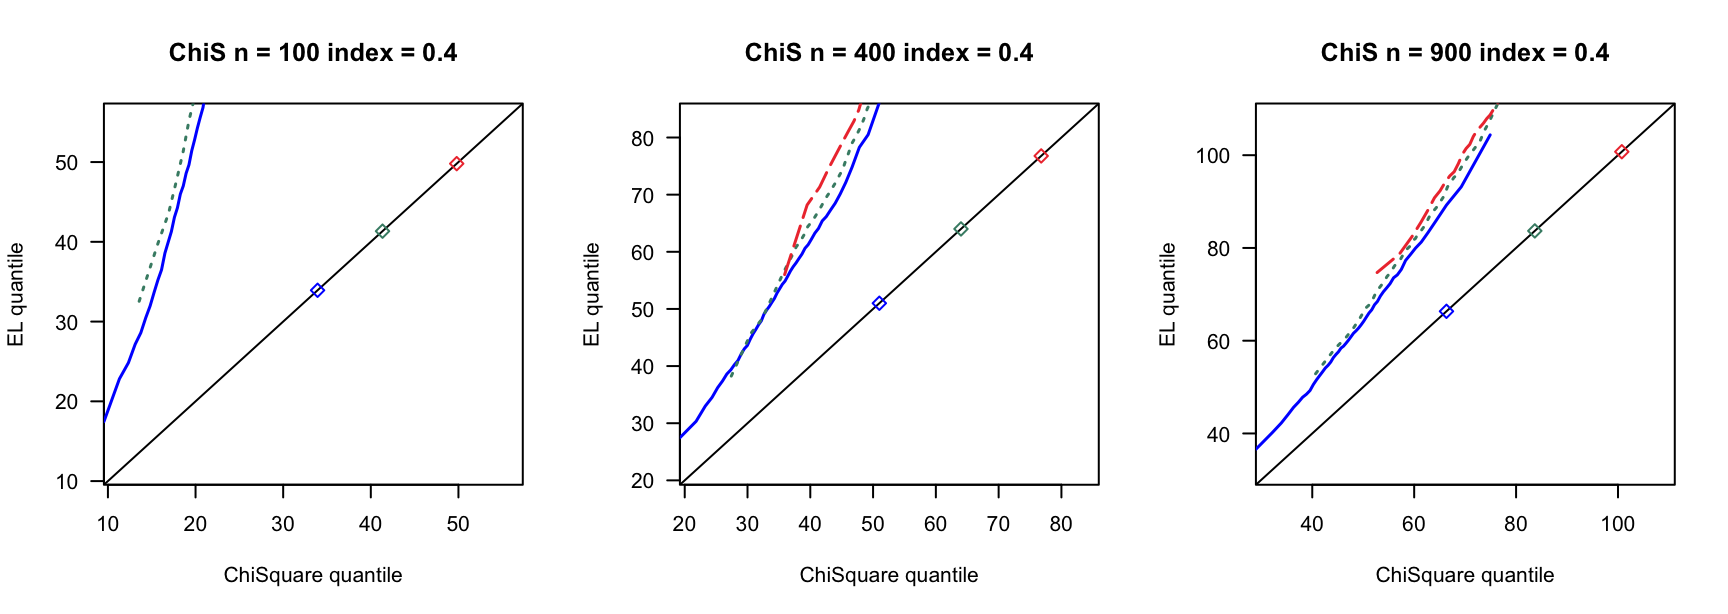 ChiS n = 100 index = 0.4
EL quantile
50
40
30
20
10
10 20 30 40 50
ChiSquare quantile
ChiS n = 400 index = 0.4
EL quantile
80
70
60
50
40
30
20
20 30 40 50 60 70 80
ChiSquare quantile
ChiS n = 900 index = 0.4
EL quantile
100
80
60
40
40 60 80 100
ChiSquare quantile